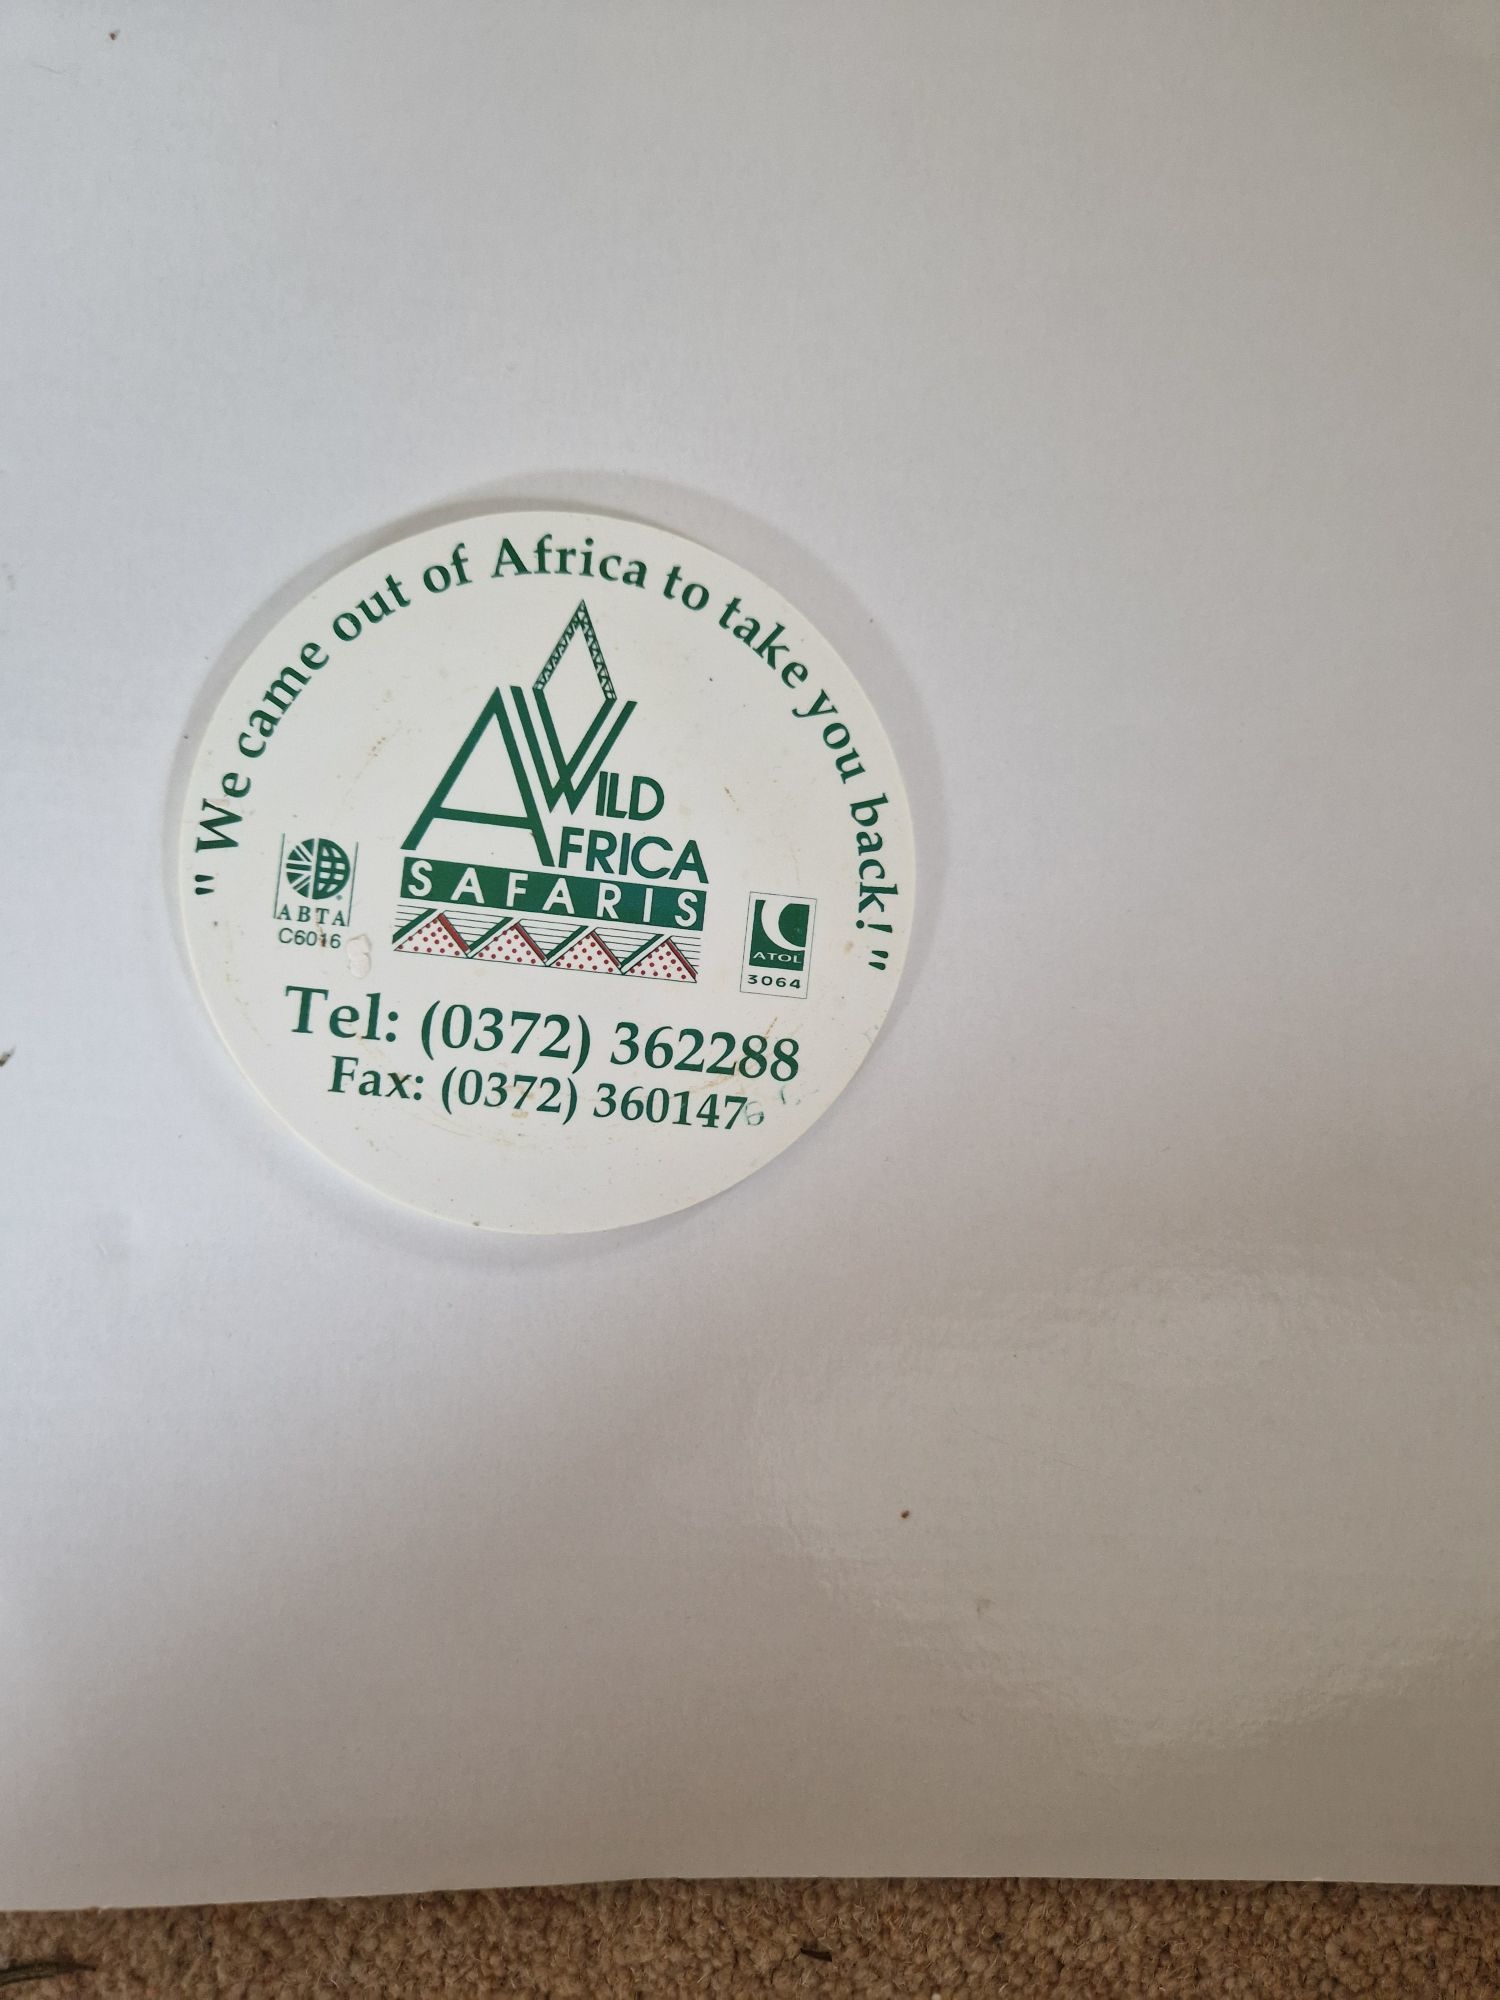 "We came out of Africa to take you back!"
WILD
AFRICA
SAFARIS
ABTA
C6016
ATOL
3064
Tel: (0372) 362288
Fax: (0372) 360147